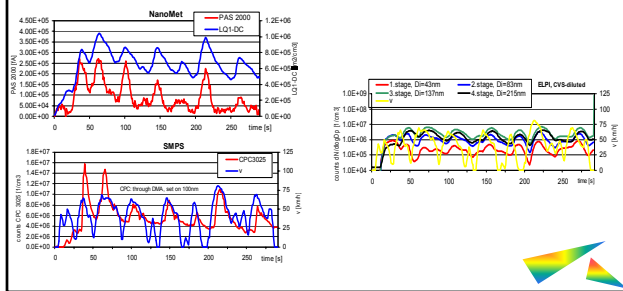 NanoMet
PAS 2000
LQ1-DC
4.50E+05
4.00E+05
3.50E+05
3.00E+05
2.50E+05
2.00E+05
1.50E+05
1.00E+05
5.00E+04
0.00E+00
PAS 2000 [fA]
1.2E+06
1.0E+06
8.0E+05
6.0E+05
4.0E+05
2.0E+05
0.0E+00
0 50 100 150 200 250 time [s]
SMPS
CPC3025
v
CPC: through DMA, set on 100nm
1.8E+07
1.6E+07
1.4E+07
1.2E+07
1.0E+07
8.0E+06
6.0E+06
4.0E+06
2.0E+06
0.0E+00
counts CPC 3025 [1/cm3
125
100
75
50
25
0
v [km/h]
0 50 100 150 200 250 time [s]
ELPI, CVS-diluted
1.stage, Di=43nm
2.stage, Di=83nm
3.stage, Di=137nm
4.stage, Di=215nm
v
1.0E+09
1.0E+08
1.0E+07
1.0E+06
1.0E+05
1.0E+04
125
100
75
50
25
0
v [km/h]
0 50 100 150 200 250 time [s]